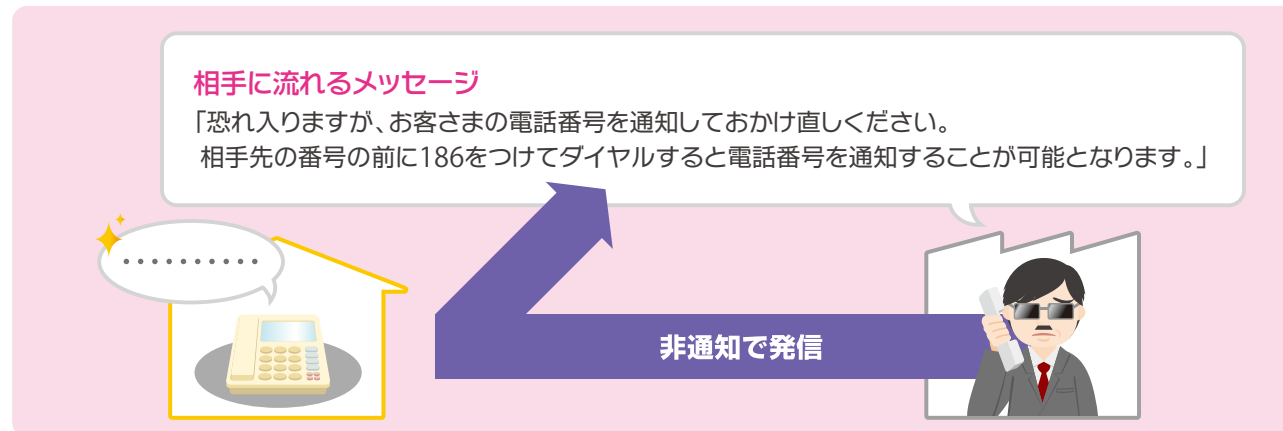 相手に流れるメッセージ
「恐れ入りますが、お客さまの電話番号を通知しておかけ直しください。
相手先の番号の前に186をつけてダイヤルすると電話番号を通知することが可能となります。」
・・・・・・・・・・
非通知で発信